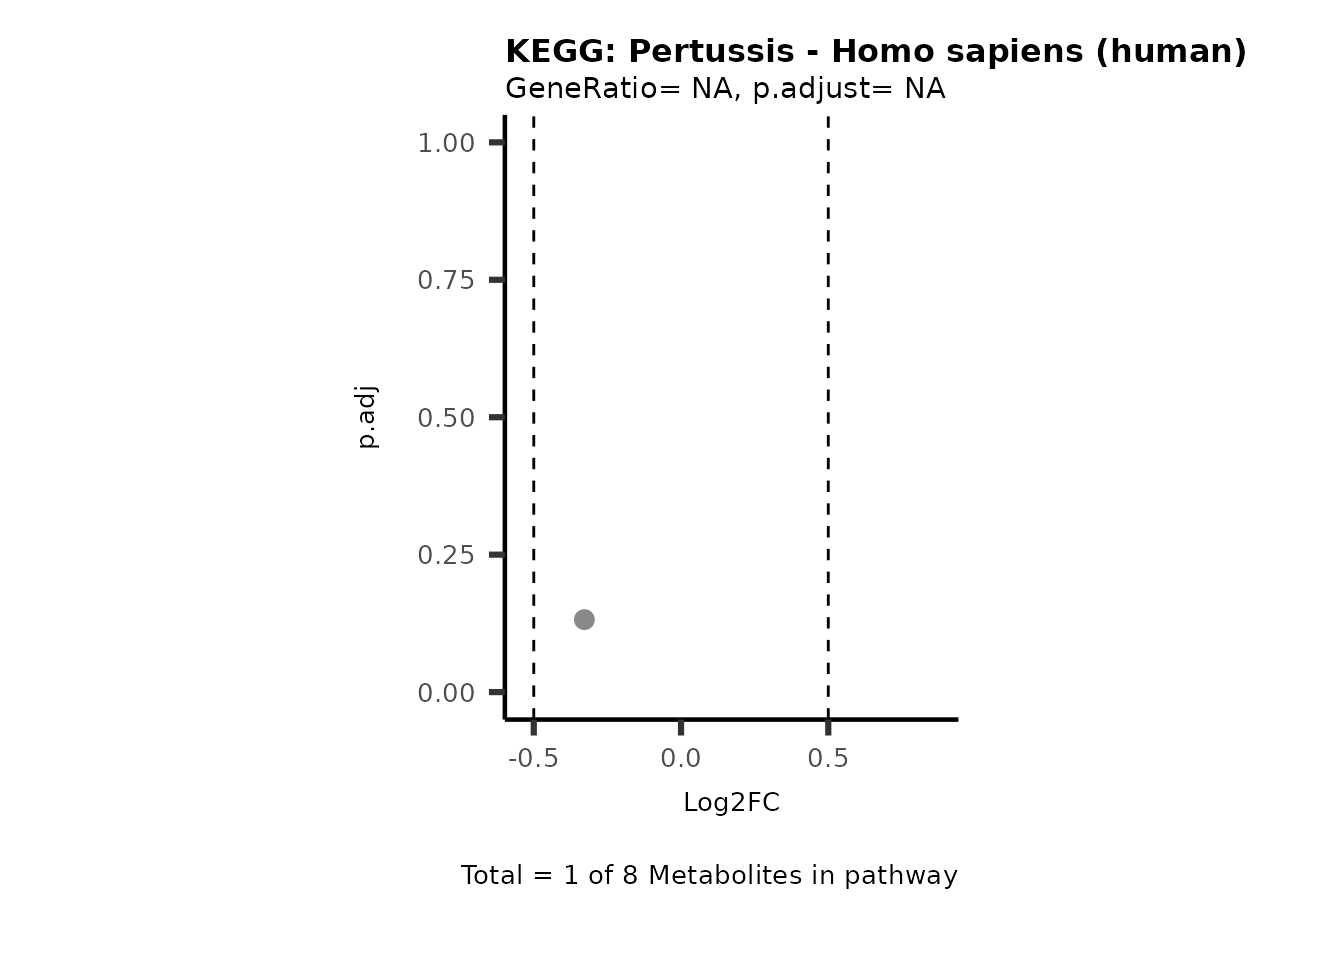 KEGG: Pertussis - Homo sapiens (human)
GeneRatio= NA, p.adjust= NA
1.00
0.75
0.50
0.25
0.00
p.adj
-0.5 0.0 0.5
Log2FC
Total = 1 of 8 Metabolites in pathway